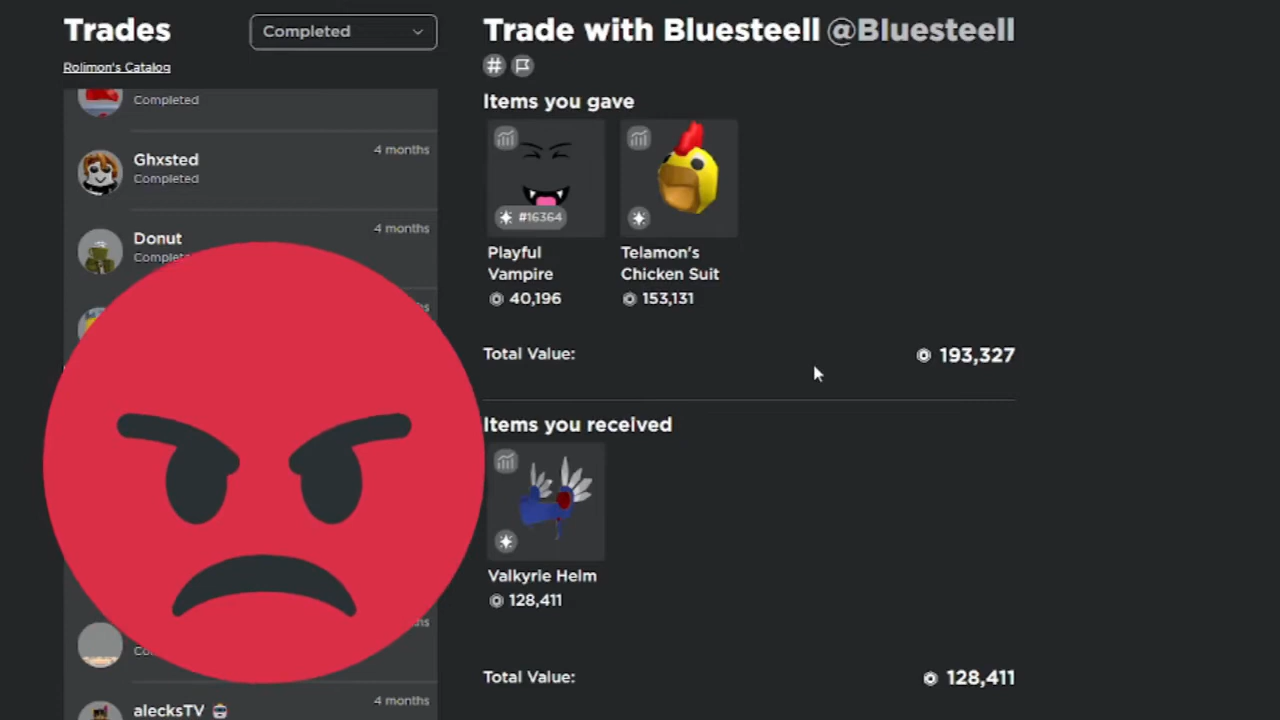 Trades
Completed
Rolimon's Catalog
Completed
Ghxsted
4 months
Completed
Donut
4 months
alecksTV
4 months
Trade with Bluesteell @Bluesteell
#
Items you gave
#16364
Playful Vampire
40,196
Telamon's Chicken Suit
153,131
Total Value:
193,327
Items you received
Valkyrie Helm
128,411
Total Value:
128,411